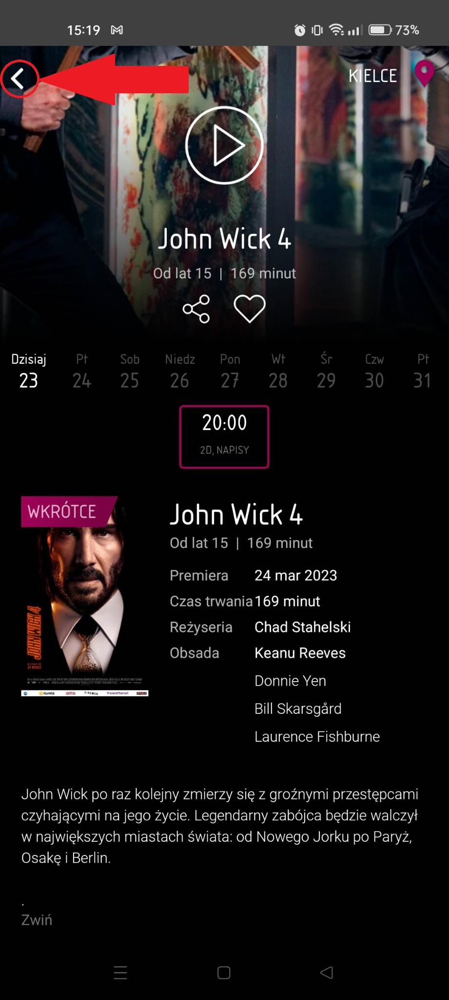 15:19
73%
KIELCE
John Wick 4
Od lat 15 | 169 minut
Dzisiaj Pt Sob Niedz Pon Wt Śr Czw Pt
23 24 25 26 27 28 29 30 31
20:00
2D, NAPISY
WKRÓTCE
John Wick 4
Od lat 15 | 169 minut
Premiera 24 mar 2023
Czas trwania 169 minut
Reżyseria Chad Stahelski
Obsada Keanu Reeves
Donnie Yen
Bill Skarsgård
Laurence Fishburne
JOHN WICK 4
FILMWEB ams CINEMAN
John Wick po raz kolejny zmierzy się z groźnymi przestępcami
czyhającymi na jego życie. Legendarny zabójca będzie walczył
w największych miastach świata: od Nowego Jorku po Paryż,
Osakę i Berlin.
.
Zwiń